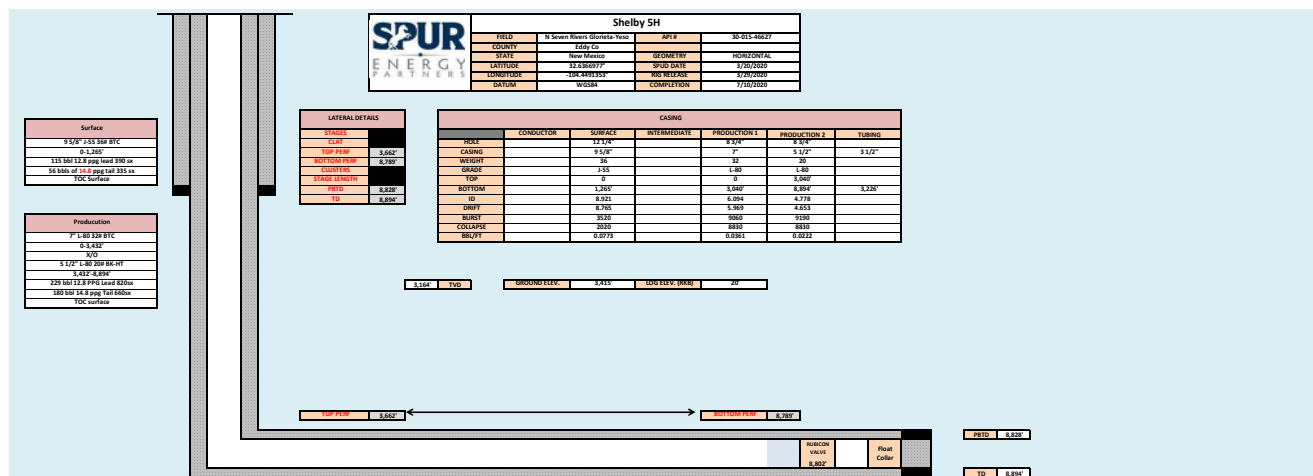 Shelby 5H
SPUR
ENERGY
PARTNERS
FIELD N Seven Rivers Glorieta-Yeso API # 30-015-46627
COUNTY Eddy Co
STATE New Mexico GEOMETRY HORIZONTAL
LATITUDE 32.6366977° SPUD DATE 3/20/2020
LONGITUDE -104.4491353° RIG RELEASE 3/29/2020
DATUM WGS84 COMPLETION 7/10/2020
Surface
9 5/8" J-55 36# BTC
0-1,265'
115 bbl 12.8 ppg lead 390 sx
56 bbls of 14.8 ppg tail 335 sx
TOC Surface
Producution
7" L-80 32# BTC
0-3,432'
X/O
5 1/2" L-80 20# BK-HT
3,432'-8,894'
229 bbl 12.8 PPG Lead 820sx
180 bbl 14.8 ppg Tail 660sx
TOC surface
LATERAL DETAILS
STAGES
CLAT
TOP PERF 3,662'
BOTTOM PERF 8,789'
CLUSTERS
STAGE LENGTH
PBTD 8,828'
TD 8,894'
CASING
CONDUCTOR SURFACE INTERMEDIATE PRODUCTION 1 PRODUCTION 2 TUBING
HOLE 12 1/4" 8 3/4" 8 3/4"
CASING 9 5/8" 7" 5 1/2" 3 1/2"
WEIGHT 36 32 20
GRADE J-55 L-80 L-80
TOP 0 0 3,040'
BOTTOM 1,265' 3,040' 8,894' 3,226'
ID 8.921 6.094 4.778
DRIFT 8.765 5.969 4.653
BURST 3520 9060 9190
COLLAPSE 2020 8830 8830
BBL/FT 0.0773 0.0361 0.0222
3,164' TVD GROUND ELEV. 3,415' LOG ELEV. (RKB) 20'
TOP PERF 3,662' BOTTOM PERF 8,789'
PBTD 8,828'
RUBICON
VALVE
8,802'
Float
Collar
TD 8,894'